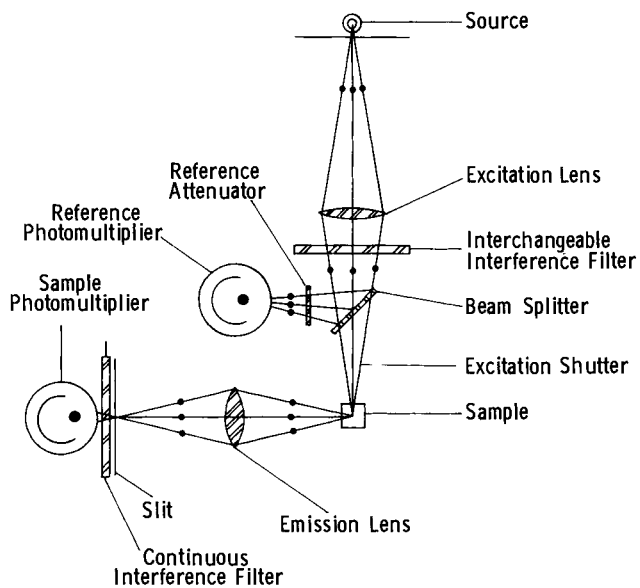 Source
Reference
Attenuator
Excitation Lens
Reference
Photomultiplier
Interchangeable
Interference Filter
Sample
Photomultiplier
Beam Splitter
Excitation Shutter
Sample
Slit
Emission Lens
Continuous
Interference Filter